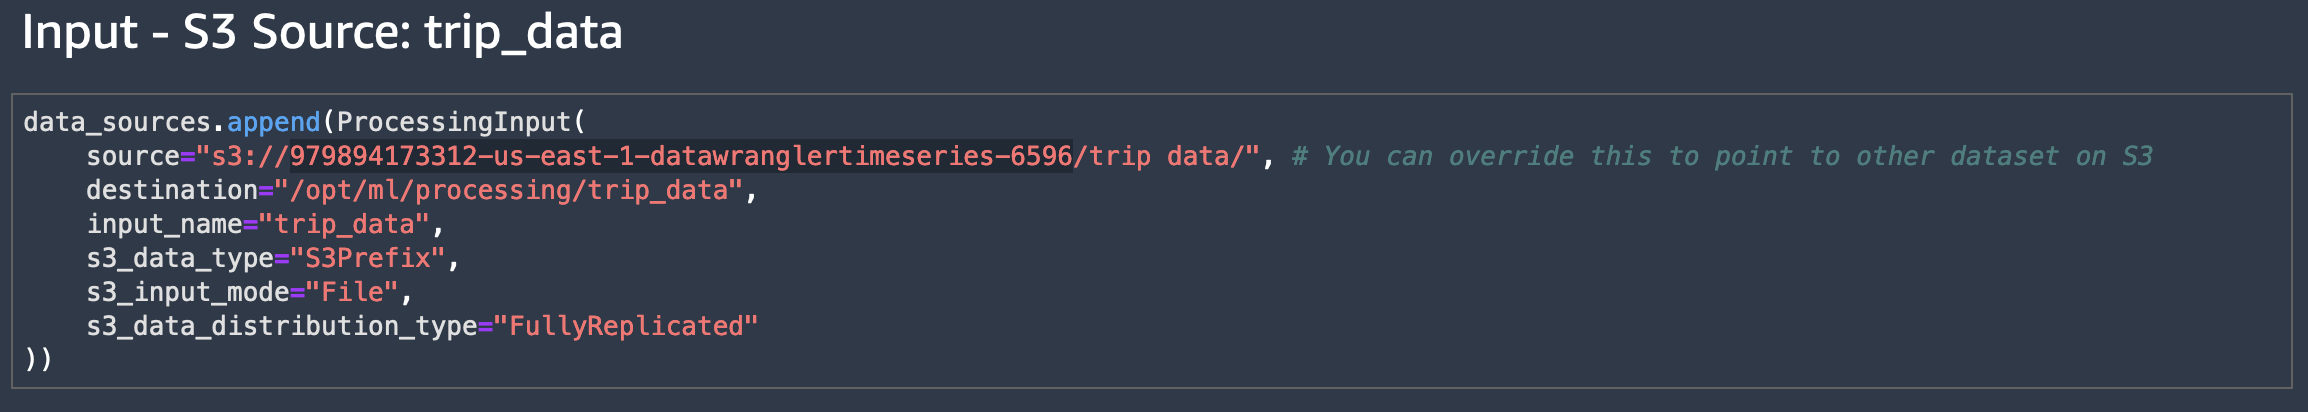 Input - S3 Source: trip_data
data_sources.append(ProcessingInput(
    source="s3://979894173312-us-east-1-datawranglertimeseries-6596/trip data/", # You can override this to point to other dataset on S3
    destination="/opt/ml/processing/trip_data",
    input_name="trip_data",
    s3_data_type="S3Prefix",
    s3_input_mode="File",
    s3_data_distribution_type="FullyReplicated"
))